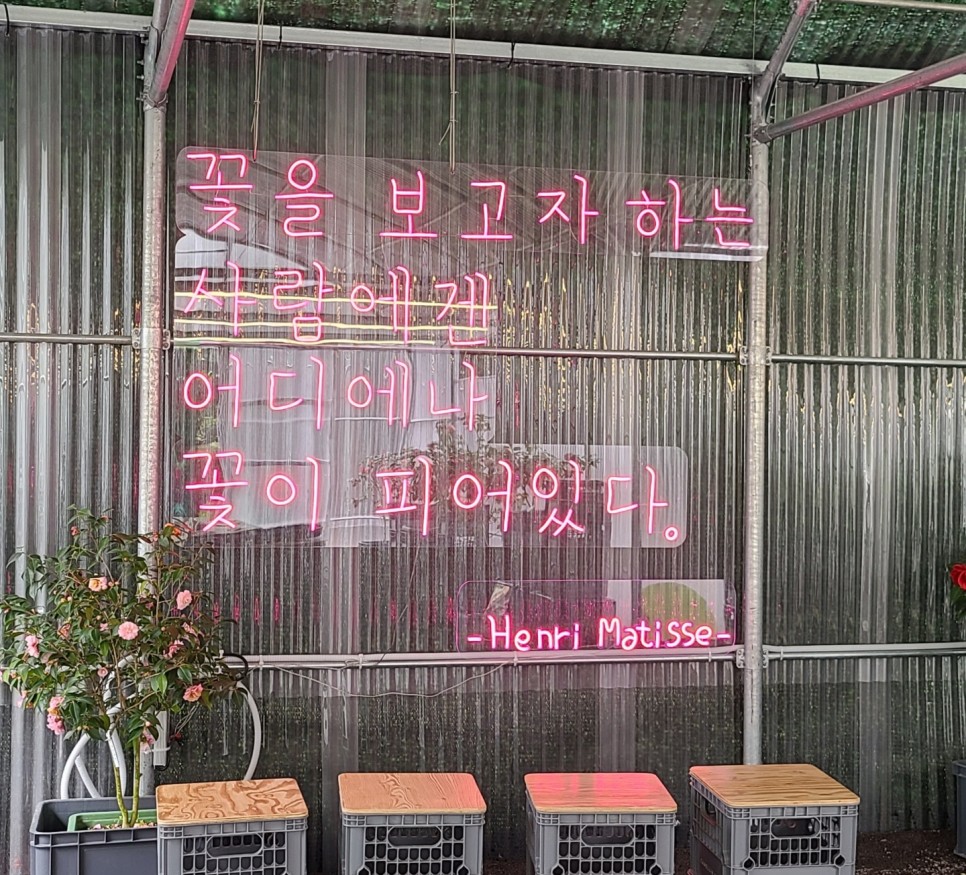 꽃을 보고자 하는
사람에겐
어디에나
꽃이 피어있다.
-Henri Matisse-